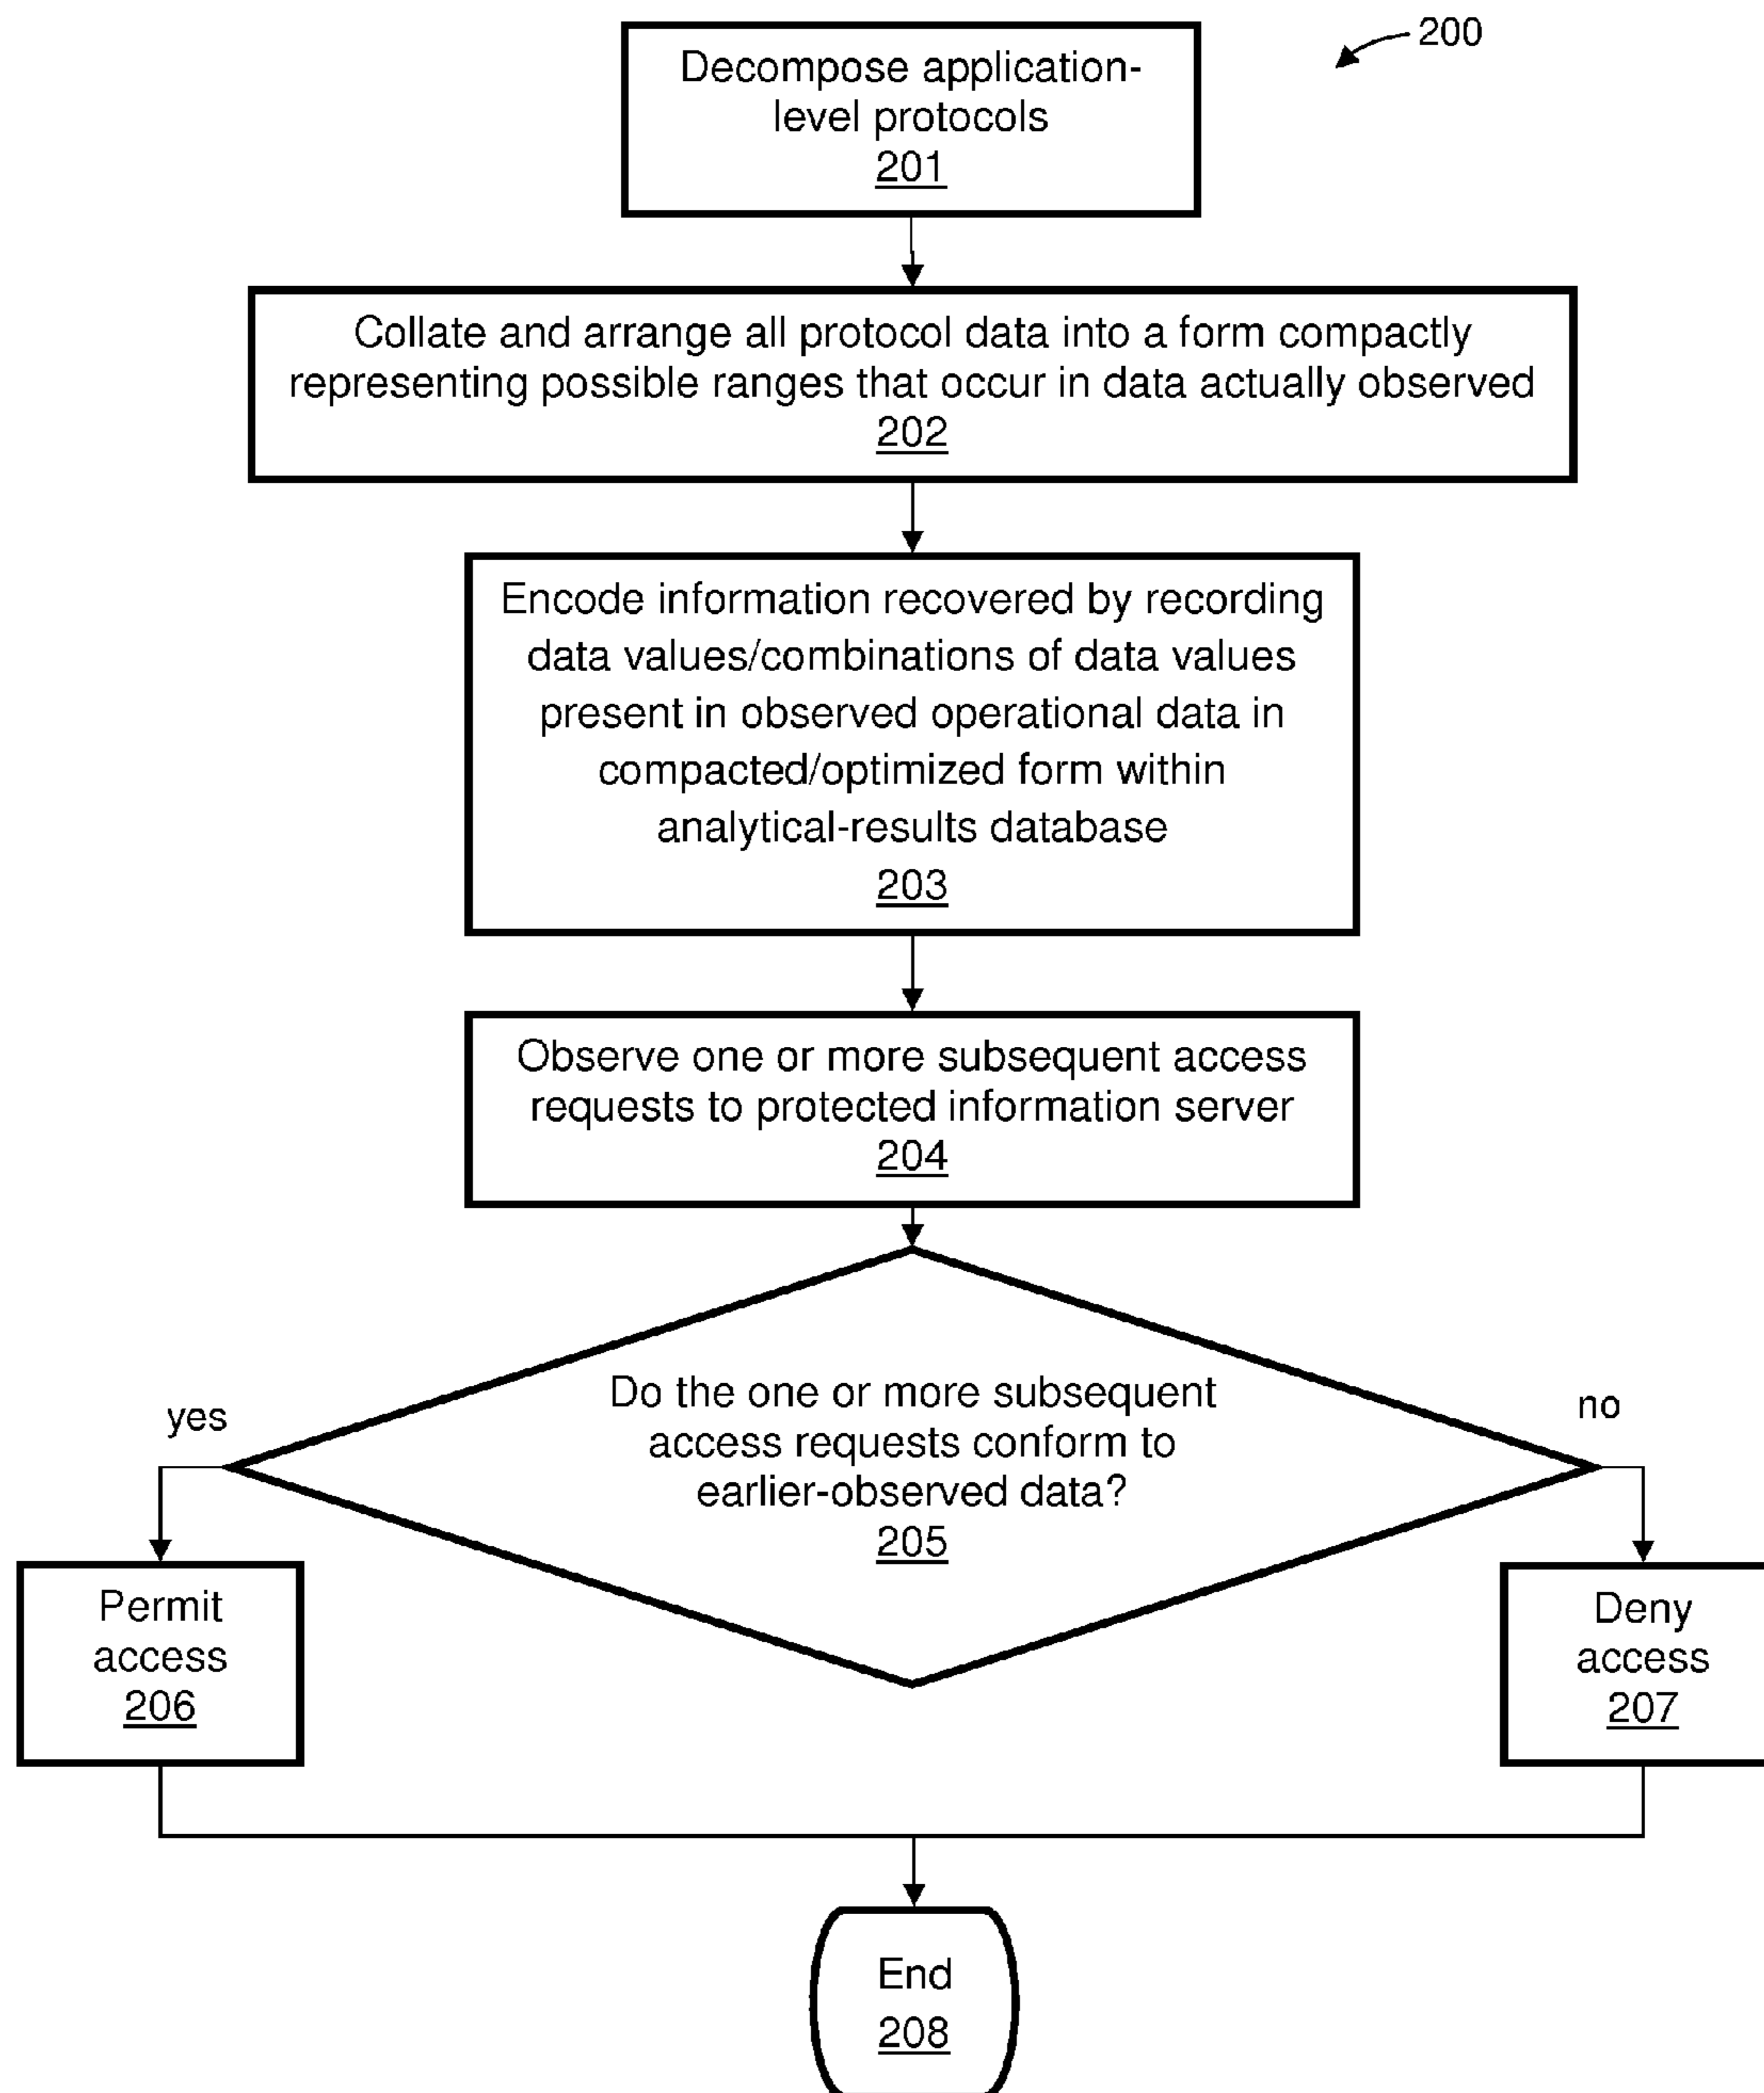 200
Decompose application-
level protocols
201
Collate and arrange all protocol data into a form compactly
representing possible ranges that occur in data actually observed
202
Encode information recovered by recording
data values/combinations of data values
present in observed operational data in
compacted/optimized form within
analytical-results database
203
Observe one or more subsequent access
requests to protected information server
204
Do the one or more subsequent
access requests conform to
earlier-observed data?
205
yes
no
Permit
access
206
Deny
access
207
End
208